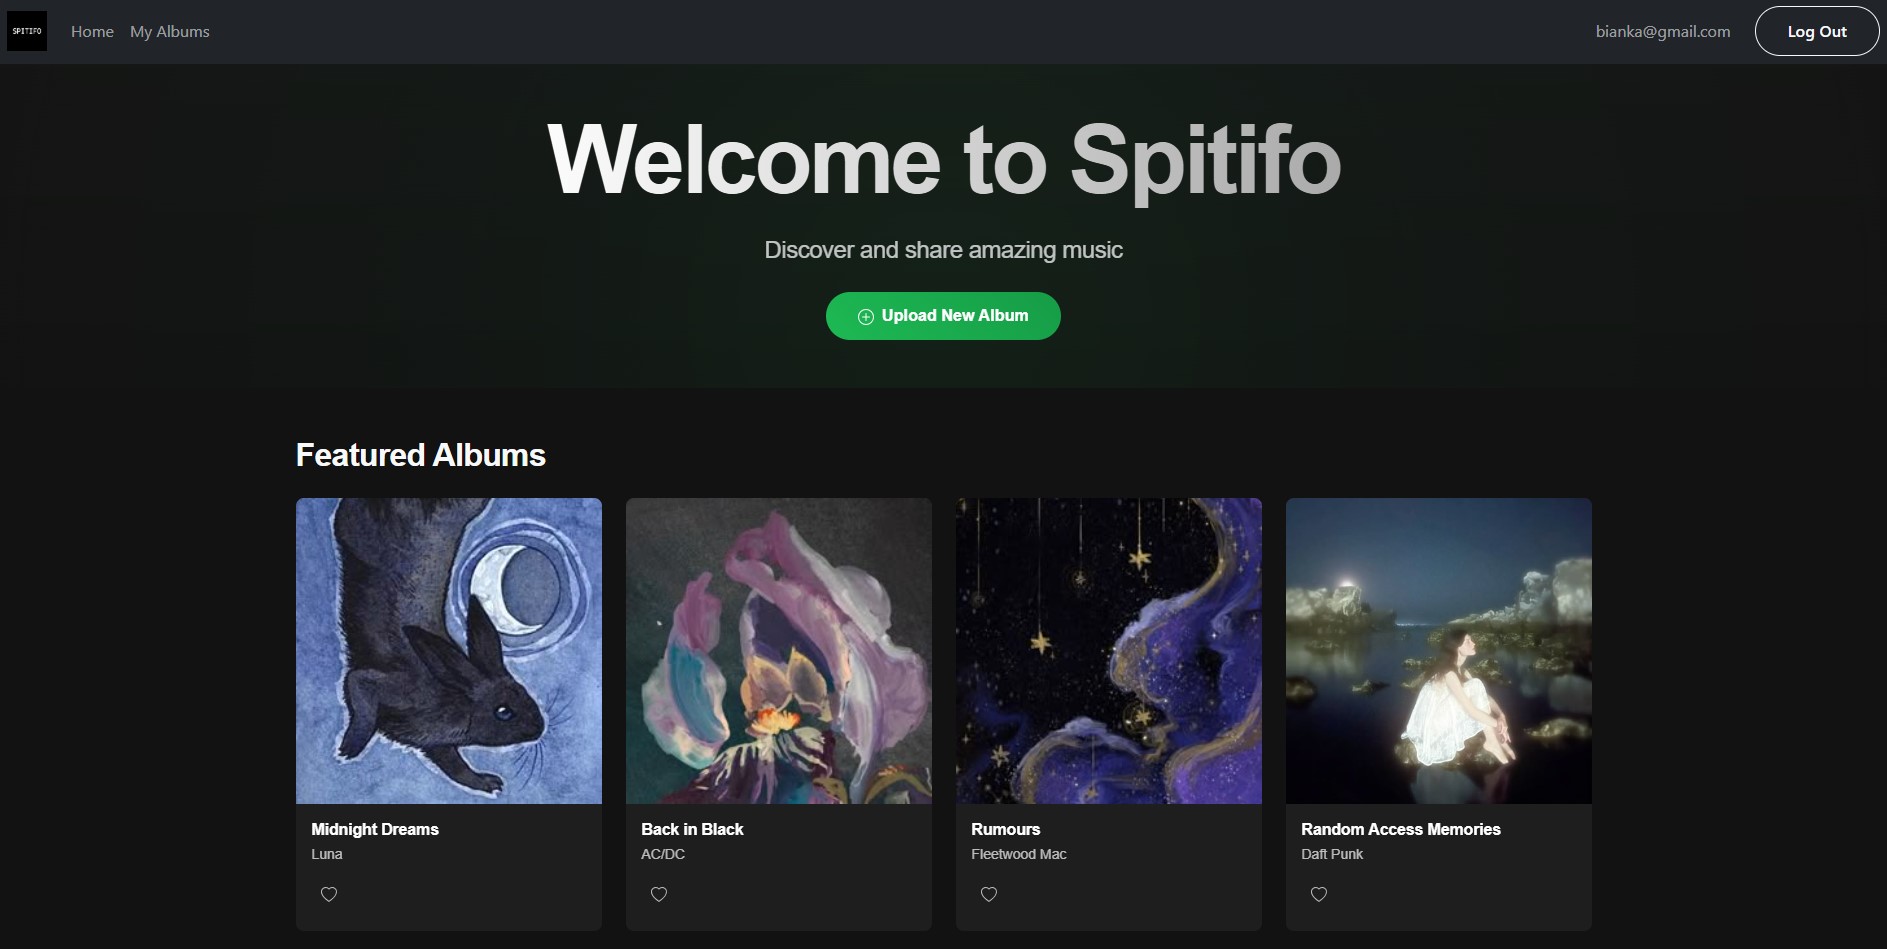 SPITIFO
Home
My Albums
bianka@gmail.com
Log Out
Welcome to Spitifo
Discover and share amazing music
Upload New Album
Featured Albums
Midnight Dreams
Luna
Back in Black
AC/DC
Rumours
Fleetwood Mac
Random Access Memories
Daft Punk